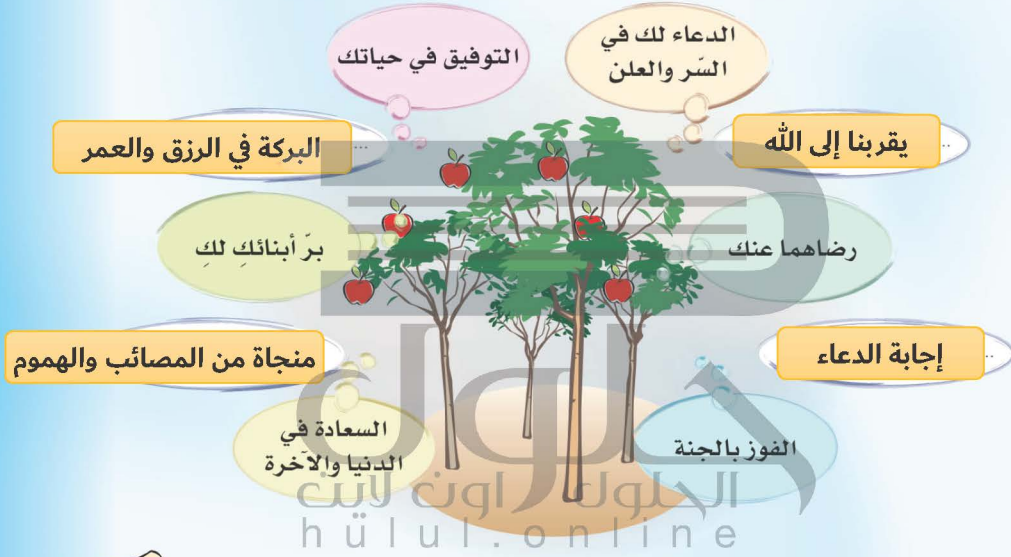 الدعاء لك في
السّر والعلن
التوفيق في حياتك
يقربنا إلى الله
البركة في الرزق والعمر
رضاهما عنك
برّ أبنائكِ لكِ
إجابة الدعاء
منجاة من المصائب والهموم
الفوز بالجنة
السعادة في
الدنيا والآخرة
حلول
الحلول اون لاين
hulul.online